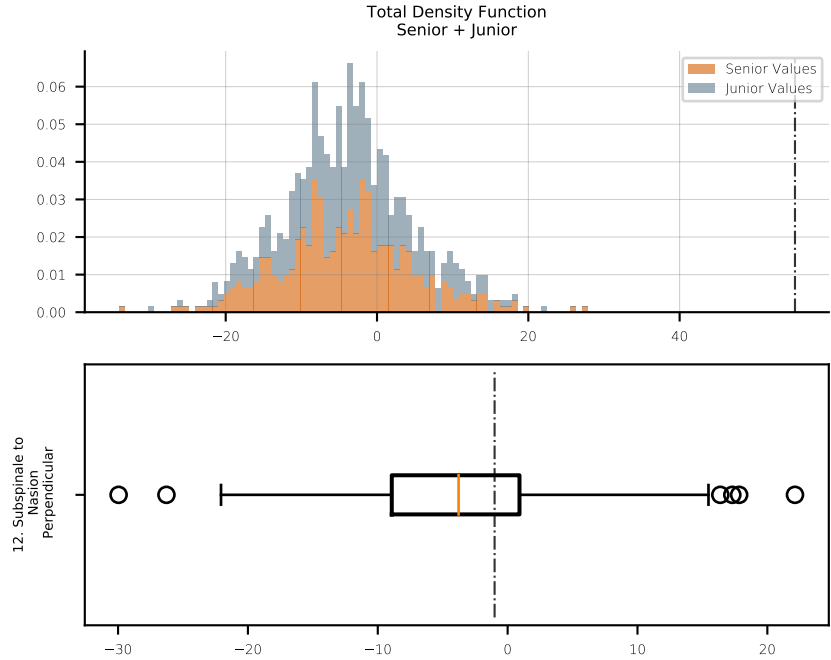 Total Density Function
Senior + Junior
Senior Values
Junior Values
0.06
0.05
0.04
0.03
0.02
0.01
0.00
−20
0
20
40
12. Subspinale to
Nasion
Perpendicular
−30
−20
−10
0
10
20